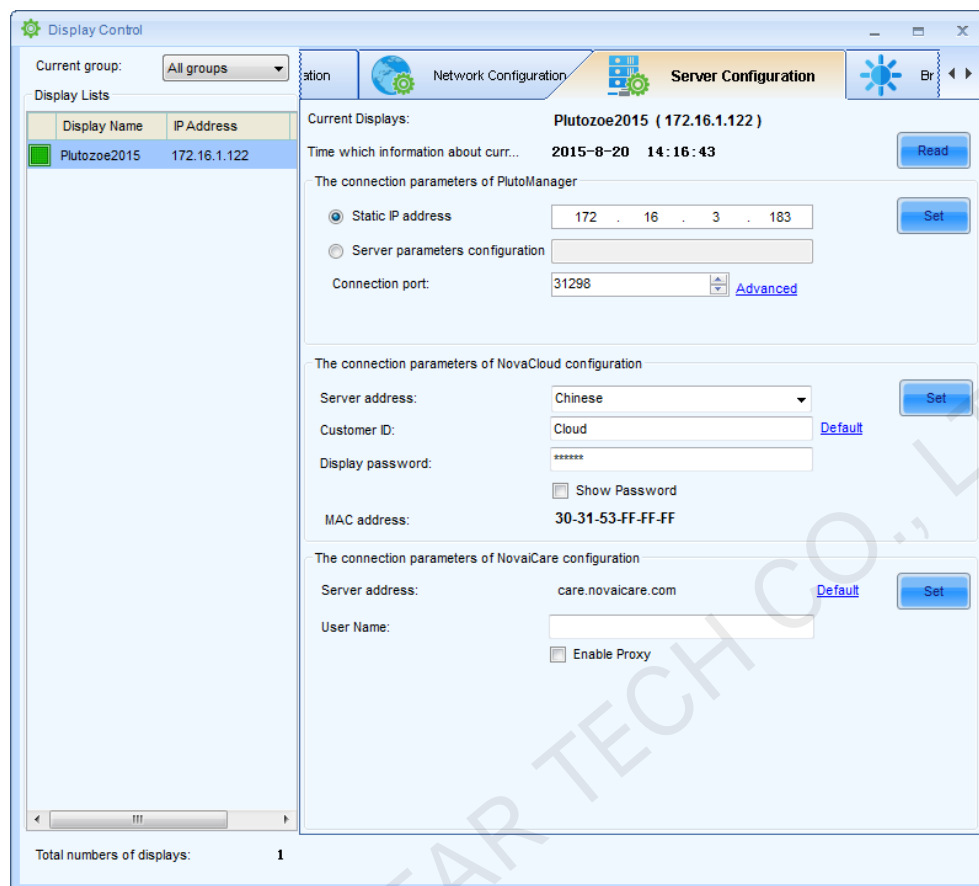 Display Control
Current group: All groups
Display Lists
Display Name IP Address
Plutozoe2015 172.16.1.122
Total numbers of displays: 1
ation Network Configuration Server Configuration Br
Current Displays: Plutozoe2015 ( 172.16.1.122 )
Time which information about curr... 2015-8-20 14:16:43 Read
The connection parameters of PlutoManager
Static IP address 172 . 16 . 3 . 183 Set
Server parameters configuration
Connection port: 31298 Advanced
The connection parameters of NovaCloud configuration
Server address: Chinese Set
Customer ID: Cloud Default
Display password: ******
Show Password
MAC address: 30-31-53-FF-FF-FF
The connection parameters of NovaiCare configuration
Server address: care.novaicare.com Default Set
User Name:
Enable Proxy
TAR TECH CO., LT